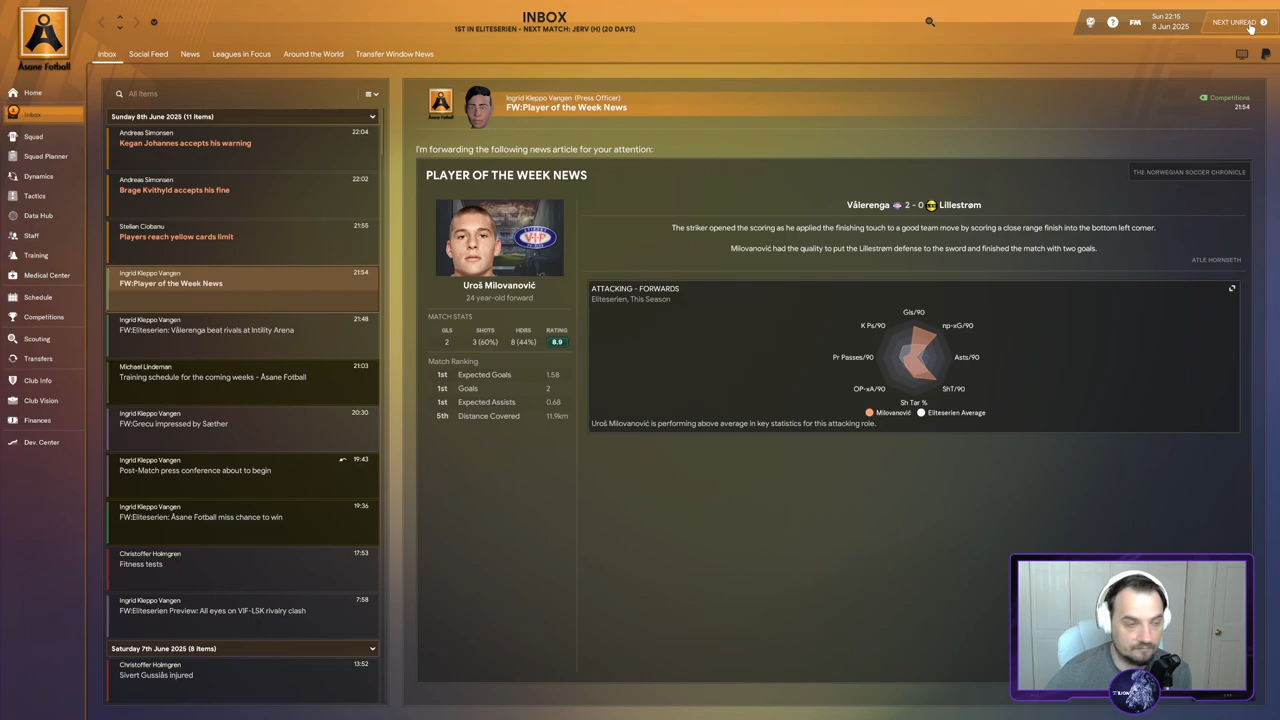 INBOX
1ST IN ELITESERIEN - NEXT MATCH: JERV (H) (20 DAYS)
FM
Sun 22:15
8 Jun 2025
NEXT UNREAD
Åsane Fotball
Inbox
Social Feed
News
Leagues in Focus
Around the World
Transfer Window News
Home
Inbox
Squad
Squad Planner
Dynamics
Tactics
Data Hub
Staff
Training
Medical Center
Schedule
Competitions
Scouting
Transfers
Club Info
Club Vision
Finances
Dev. Center
All Items
Sunday 8th June 2025 (11 Items)
Andreas Simonsen 22:04
Kegan Johannes accepts his warning
Andreas Simonsen 22:02
Brage Kvithyld accepts his fine
Stelian Ciobanu 21:55
Players reach yellow cards limit
Ingrid Kleppo Vangen 21:54
FW:Player of the Week News
Ingrid Kleppo Vangen 21:48
FW:Eliteserien: Vålerenga beat rivals at Intility Arena
Michael Lindeman 21:03
Training schedule for the coming weeks - Åsane Fotball
Ingrid Kleppo Vangen 20:30
FW:Grecu impressed by Sæther
Ingrid Kleppo Vangen 19:43
Post-Match press conference about to begin
Ingrid Kleppo Vangen 19:36
FW:Eliteserien: Åsane Fotball miss chance to win
Christoffer Holmgren 17:53
Fitness tests
Ingrid Kleppo Vangen 7:58
FW:Eliteserien Preview: All eyes on VIF-LSK rivalry clash
Saturday 7th June 2025 (8 Items)
Christoffer Holmgren 13:52
Sivert Gussiås injured
Ingrid Kleppo Vangen (Press Officer)
FW:Player of the Week News
Competitions
21:54
I'm forwarding the following news article for your attention:
PLAYER OF THE WEEK NEWS
THE NORWEGIAN SOCCER CHRONICLE
Uroš Milovanović
24 year-old forward
MATCH STATS
GLS SHOTS HDRS RATING
2 3 (60%) 8 (44%) 8.9
Match Ranking
1st Expected Goals 1.58
1st Goals 2
1st Expected Assists 0.68
5th Distance Covered 11.9km
Vålerenga 2 - 0 Lillestrøm
The striker opened the scoring as he applied the finishing touch to a good team move by scoring a close range finish into the bottom left corner.
Milovanović had the quality to put the Lillestrøm defense to the sword and finished the match with two goals.
ATLE HORNSETH
ATTACKING - FORWARDS
Eliteserien, This Season
Gls/90
K Ps/90
np-xG/90
Pr Passes/90
Asts/90
OP-xA/90
ShT/90
Sh Tar %
Milovanović
Eliteserien Average
Uroš Milovanović is performing above average in key statistics for this attacking role.